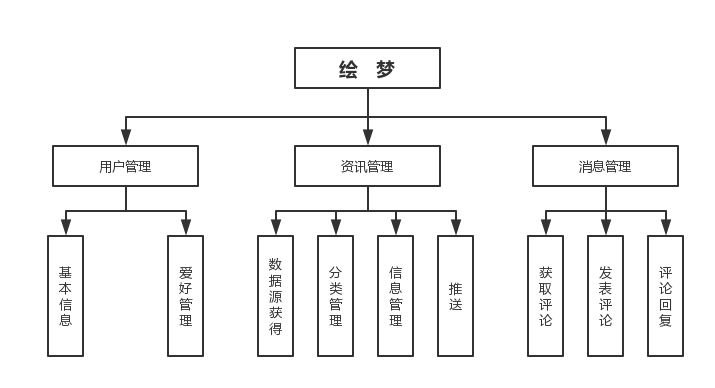 绘 梦
用户管理
资讯管理
消息管理
基本信息
爱好管理
数据源获得
分类管理
信息管理
推送
获取评论
发表评论
评论回复